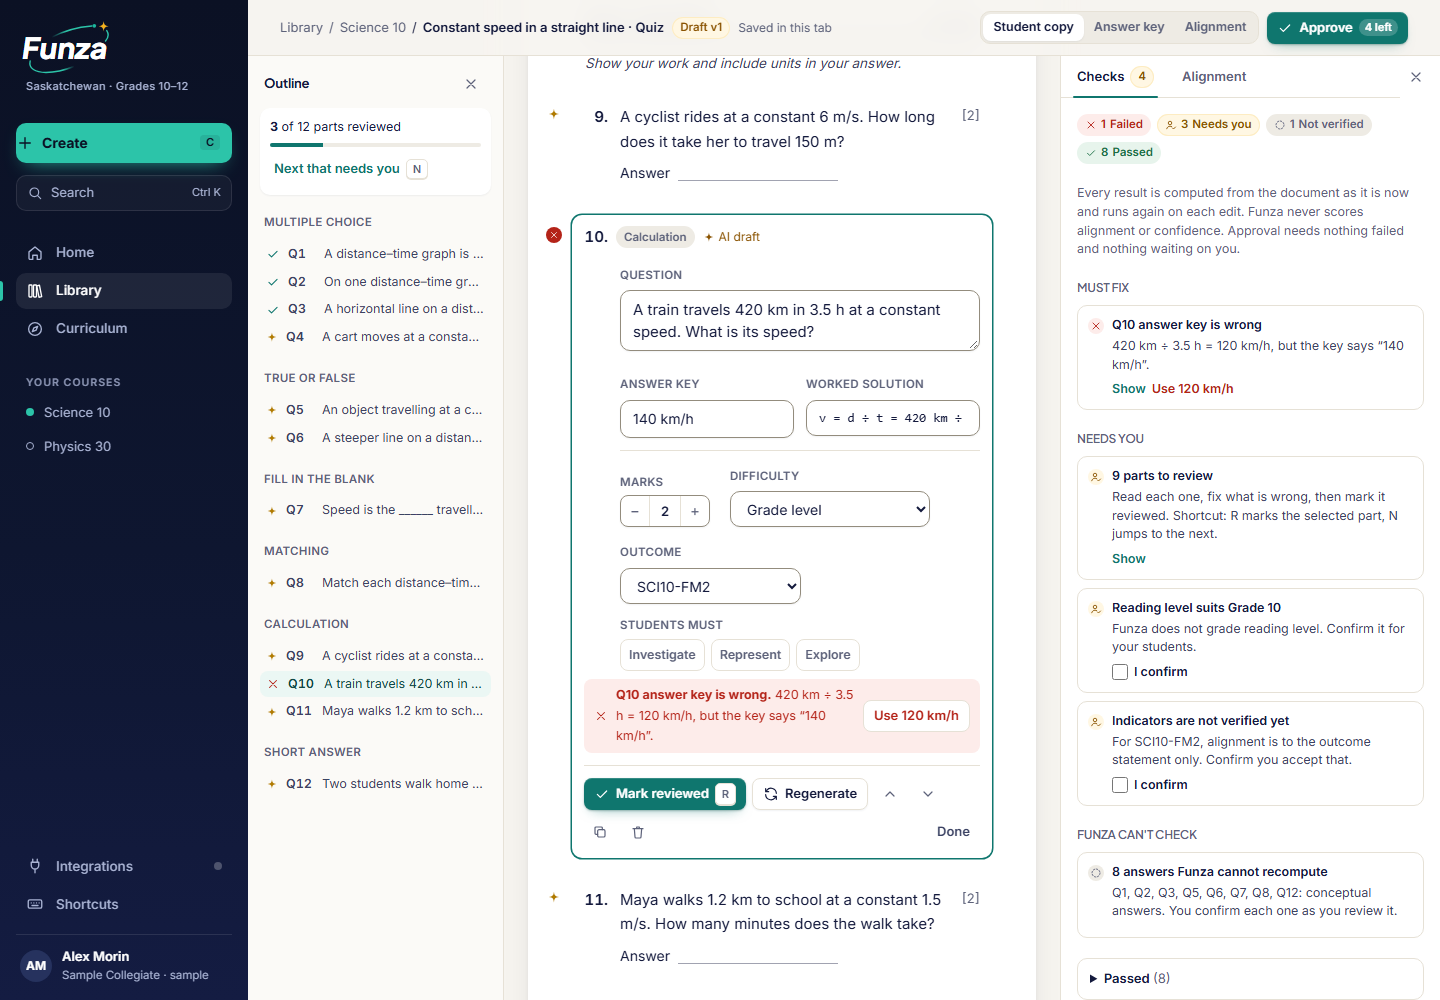 Funza
Saskatchewan · Grades 10–12
Create C
Search Ctrl K
Home
Library
Curriculum
YOUR COURSES
Science 10
Physics 30
Integrations
Shortcuts
AM
Alex Morin
Sample Collegiate · sample
Library / Science 10 / Constant speed in a straight line · Quiz Draft v1 Saved in this tab
Student copy Answer key Alignment
Approve 4 left
Outline
3 of 12 parts reviewed
Next that needs you N
MULTIPLE CHOICE
Q1 A distance–time graph is ...
Q2 On one distance–time gr...
Q3 A horizontal line on a dist...
Q4 A cart moves at a consta...
TRUE OR FALSE
Q5 An object travelling at a c...
Q6 A steeper line on a distan...
FILL IN THE BLANK
Q7 Speed is the ______ travell...
MATCHING
Q8 Match each distance–tim...
CALCULATION
Q9 A cyclist rides at a consta...
Q10 A train travels 420 km in ...
Q11 Maya walks 1.2 km to sch...
SHORT ANSWER
Q12 Two students walk home ...
Show your work and include units in your answer.
9. A cyclist rides at a constant 6 m/s. How long [2]
does it take her to travel 150 m?
Answer
10. Calculation AI draft
QUESTION
A train travels 420 km in 3.5 h at a constant
speed. What is its speed?
ANSWER KEY WORKED SOLUTION
140 km/h v = d ÷ t = 420 km ÷
MARKS DIFFICULTY
− 2 + Grade level
OUTCOME
SCI10-FM2
STUDENTS MUST
Investigate Represent Explore
Q10 answer key is wrong. 420 km ÷ 3.5
h = 120 km/h, but the key says “140
km/h”.
Use 120 km/h
Mark reviewed R Regenerate
Done
11. Maya walks 1.2 km to school at a constant 1.5 [2]
m/s. How many minutes does the walk take?
Answer
Checks 4 Alignment
1 Failed 3 Needs you 1 Not verified
8 Passed
Every result is computed from the document as it is now
and runs again on each edit. Funza never scores
alignment or confidence. Approval needs nothing failed
and nothing waiting on you.
MUST FIX
Q10 answer key is wrong
420 km ÷ 3.5 h = 120 km/h, but the key says “140
km/h”.
Show Use 120 km/h
NEEDS YOU
9 parts to review
Read each one, fix what is wrong, then mark it
reviewed. Shortcut: R marks the selected part, N
jumps to the next.
Show
Reading level suits Grade 10
Funza does not grade reading level. Confirm it for
your students.
I confirm
Indicators are not verified yet
For SCI10-FM2, alignment is to the outcome
statement only. Confirm you accept that.
I confirm
FUNZA CAN'T CHECK
8 answers Funza cannot recompute
Q1, Q2, Q3, Q5, Q6, Q7, Q8, Q12: conceptual
answers. You confirm each one as you review it.
Passed (8)